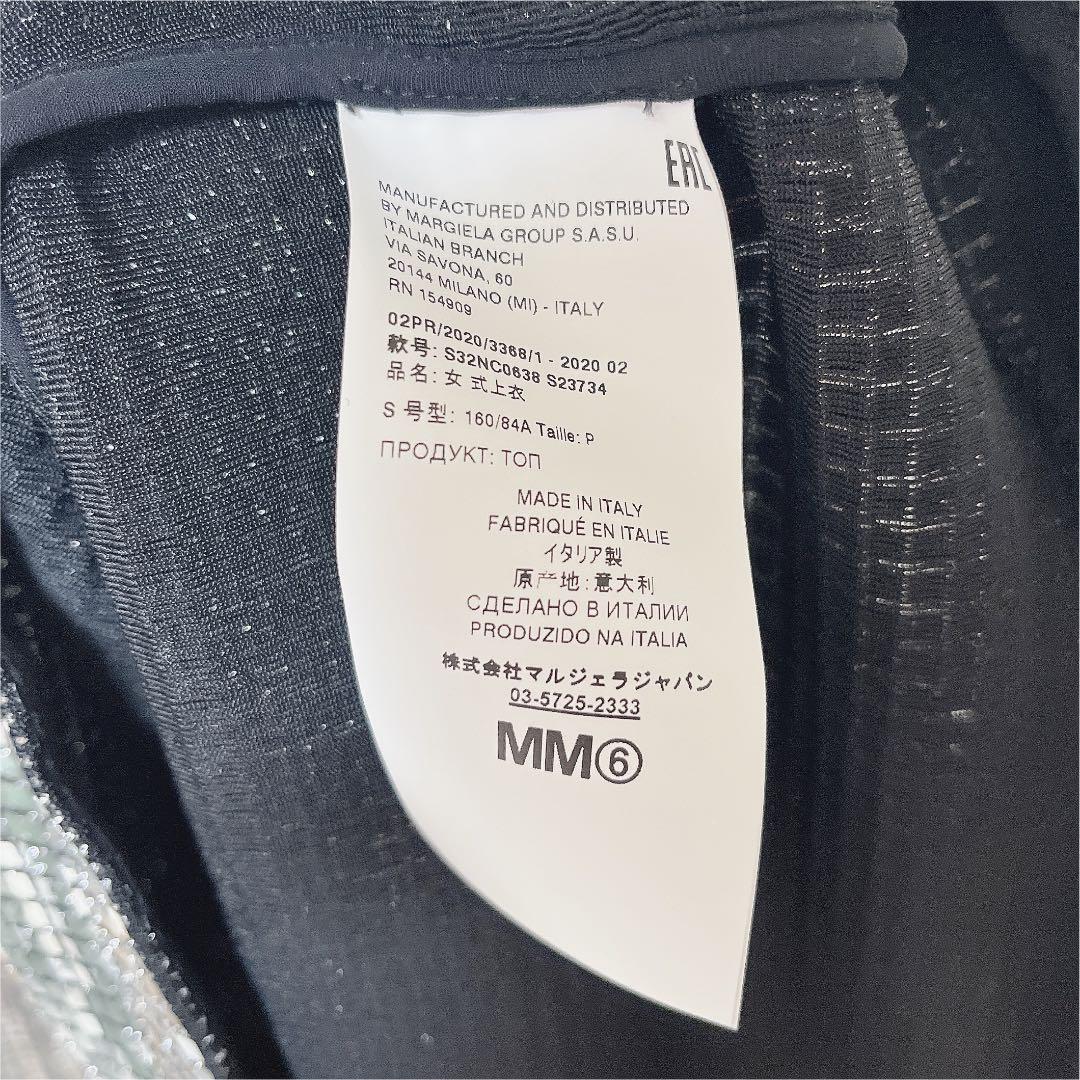 EAC
MANUFACTURED AND DISTRIBUTED
BY MARGIELA GROUP S.A.S.U.
ITALIAN BRANCH
VIA SAVONA, 60
20144 MILANO (MI) - ITALY
RN 154909
02PR/2020/3368/1 - 2020 02
款号: S32NC0638 S23734
品名: 女 式上衣
S 号型: 160/84A Taille: P
ПРОДУКТ: ТОП
MADE IN ITALY
FABRIQUÉ EN ITALIE
イタリア製
原产地: 意大利
СДЕЛАНО В ИТАЛИИ
PRODUZIDO NA ITALIA
株式会社マルジェラジャパン
03-5725-2333
MM⑥